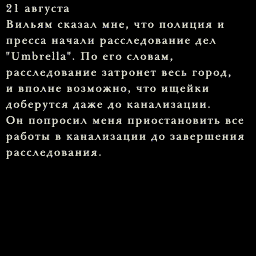 21 августа
Вильям сказал мне, что полиция и
пресса начали расследование дел
"Umbrella". По его словам,
расследование затронет весь город,
и вполне возможно, что ищейки
доберутся даже до канализации.
Он попросил меня приостановить все
работы в канализации до завершения
расследования.